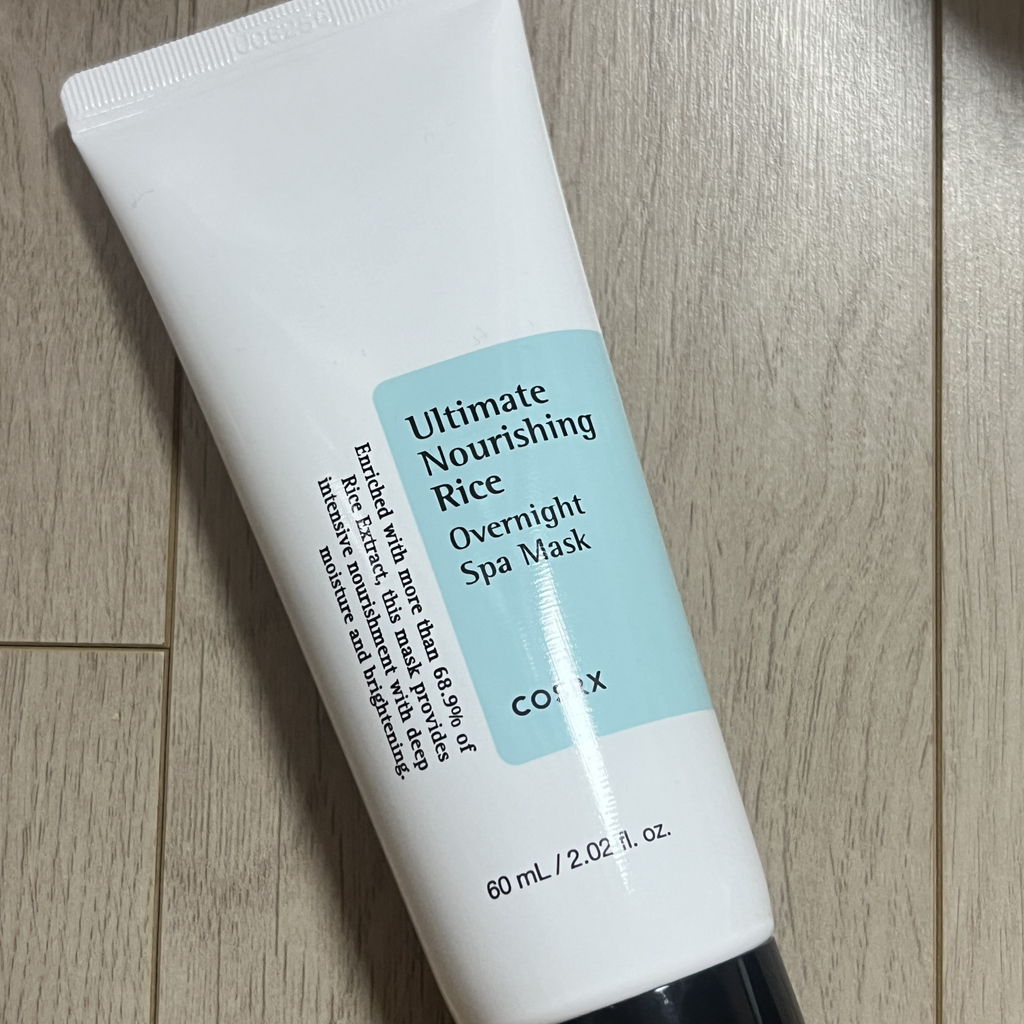 Ultimate
Nourishing
Rice
Overnight
Spa Mask
COSRX
Enriched with more than 68.9% of
Rice Extract, this mask provides
intensive nourishment with deep
moisture and brightening.
60 mL / 2.02 fl. oz.